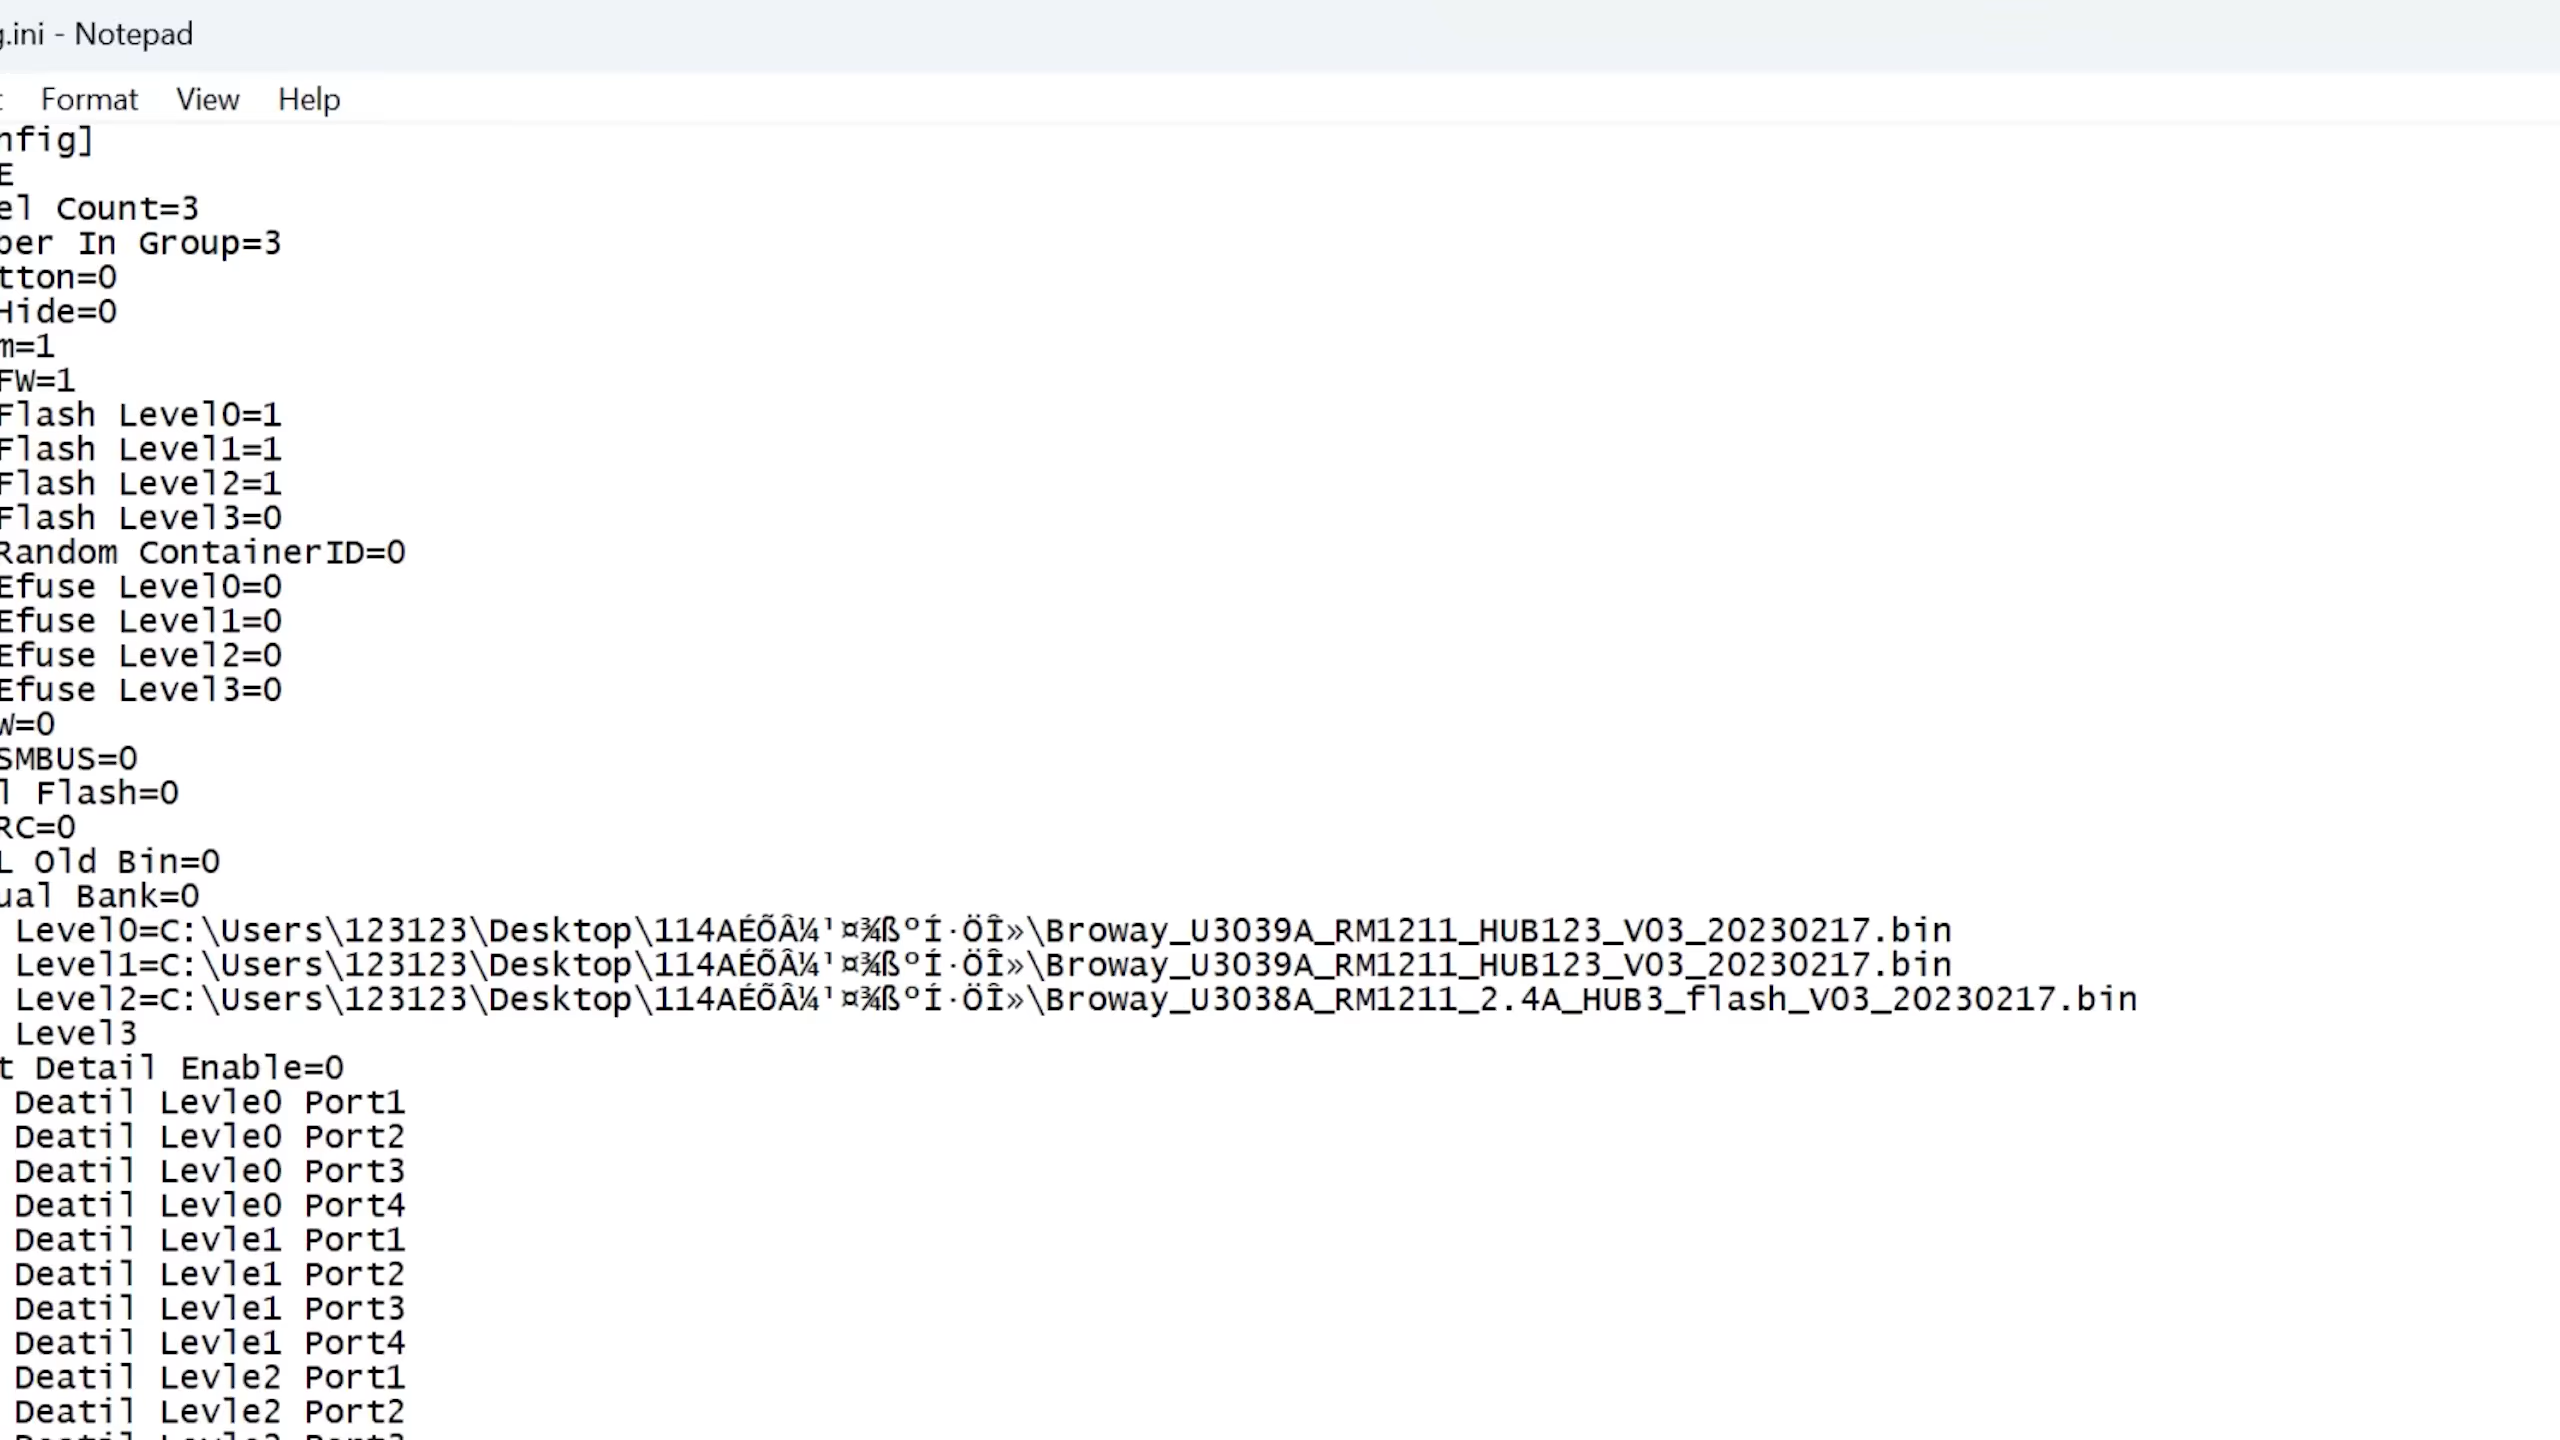 g.ini - Notepad
Format View Help
nfig]
E
el Count=3
ber In Group=3
tton=0
Hide=0
m=1
FW=1
Flash Level0=1
Flash Level1=1
Flash Level2=1
Flash Level3=0
Random ContainerID=0
Efuse Level0=0
Efuse Level1=0
Efuse Level2=0
Efuse Level3=0
W=0
SMBUS=0
l Flash=0
RC=0
L Old Bin=0
ual Bank=0
Level0=C:\Users\123123\Desktop\114AÉÕÂ¼¹¤¾ßºÍ·ÖÎ»\Broway_U3039A_RM1211_HUB123_V03_20230217.bin
Level1=C:\Users\123123\Desktop\114AÉÕÂ¼¹¤¾ßºÍ·ÖÎ»\Broway_U3039A_RM1211_HUB123_V03_20230217.bin
Level2=C:\Users\123123\Desktop\114AÉÕÂ¼¹¤¾ßºÍ·ÖÎ»\Broway_U3038A_RM1211_2.4A_HUB3_flash_V03_20230217.bin
Level3
t Detail Enable=0
Deatil Levle0 Port1
Deatil Levle0 Port2
Deatil Levle0 Port3
Deatil Levle0 Port4
Deatil Levle1 Port1
Deatil Levle1 Port2
Deatil Levle1 Port3
Deatil Levle1 Port4
Deatil Levle2 Port1
Deatil Levle2 Port2